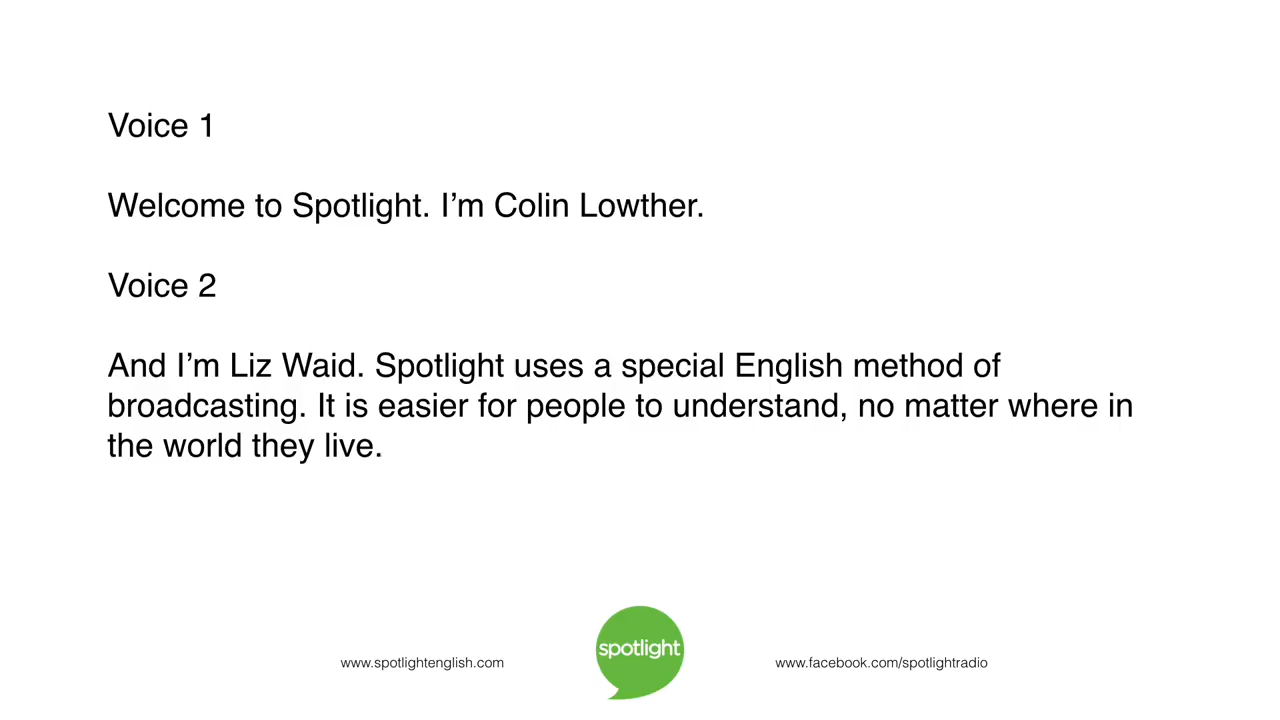 Voice 1
Welcome to Spotlight. I’m Colin Lowther.
Voice 2
And I’m Liz Waid. Spotlight uses a special English method of
broadcasting. It is easier for people to understand, no matter where in
the world they live.
www.spotlightenglish.com
spotlight
www.facebook.com/spotlightradio